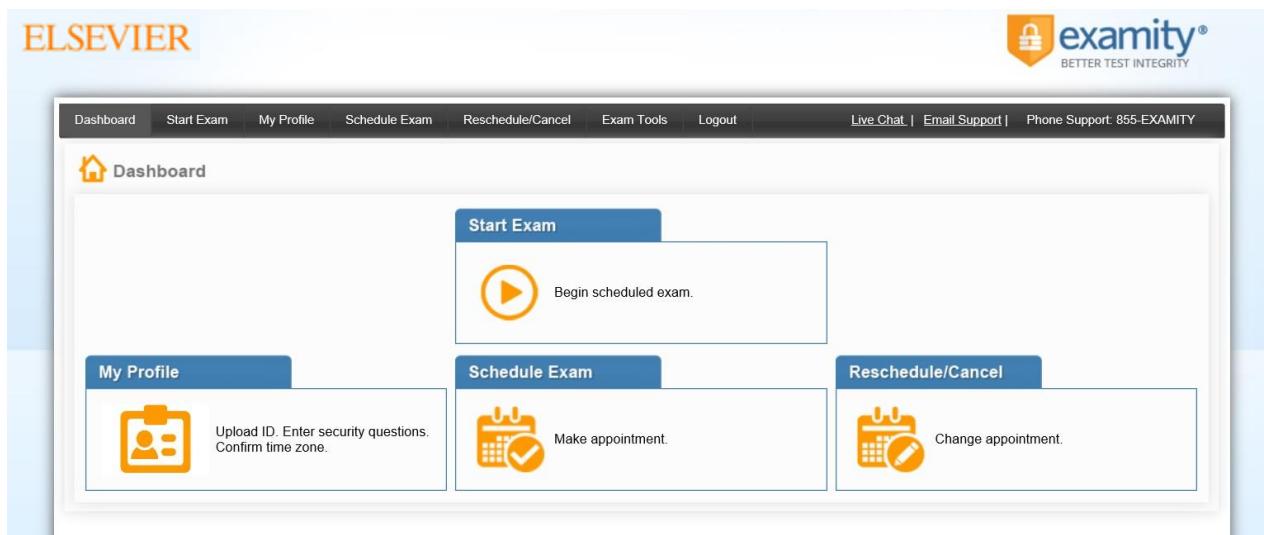 ELSEVIER
examity®
BETTER TEST INTEGRITY
Dashboard Start Exam My Profile Schedule Exam Reschedule/Cancel Exam Tools Logout Live Chat | Email Support | Phone Support: 855-EXAMITY
Dashboard
Start Exam
Begin scheduled exam.
My Profile
Upload ID. Enter security questions.
Confirm time zone.
Schedule Exam
Make appointment.
Reschedule/Cancel
Change appointment.